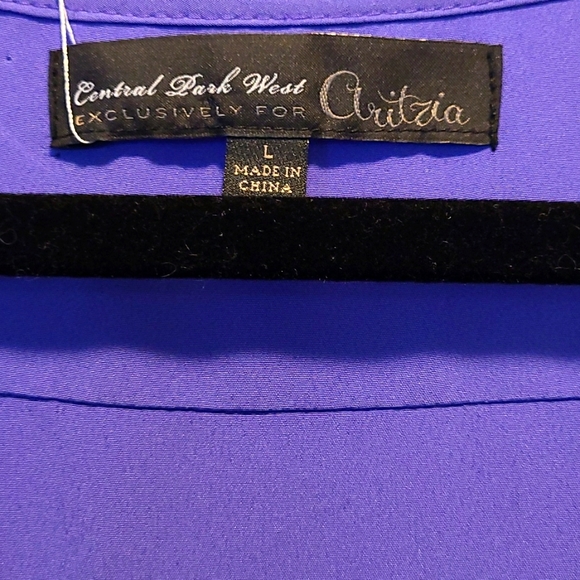 Central Park West
EXCLUSIVELY FOR
Aritzia
L
MADE IN
CHINA